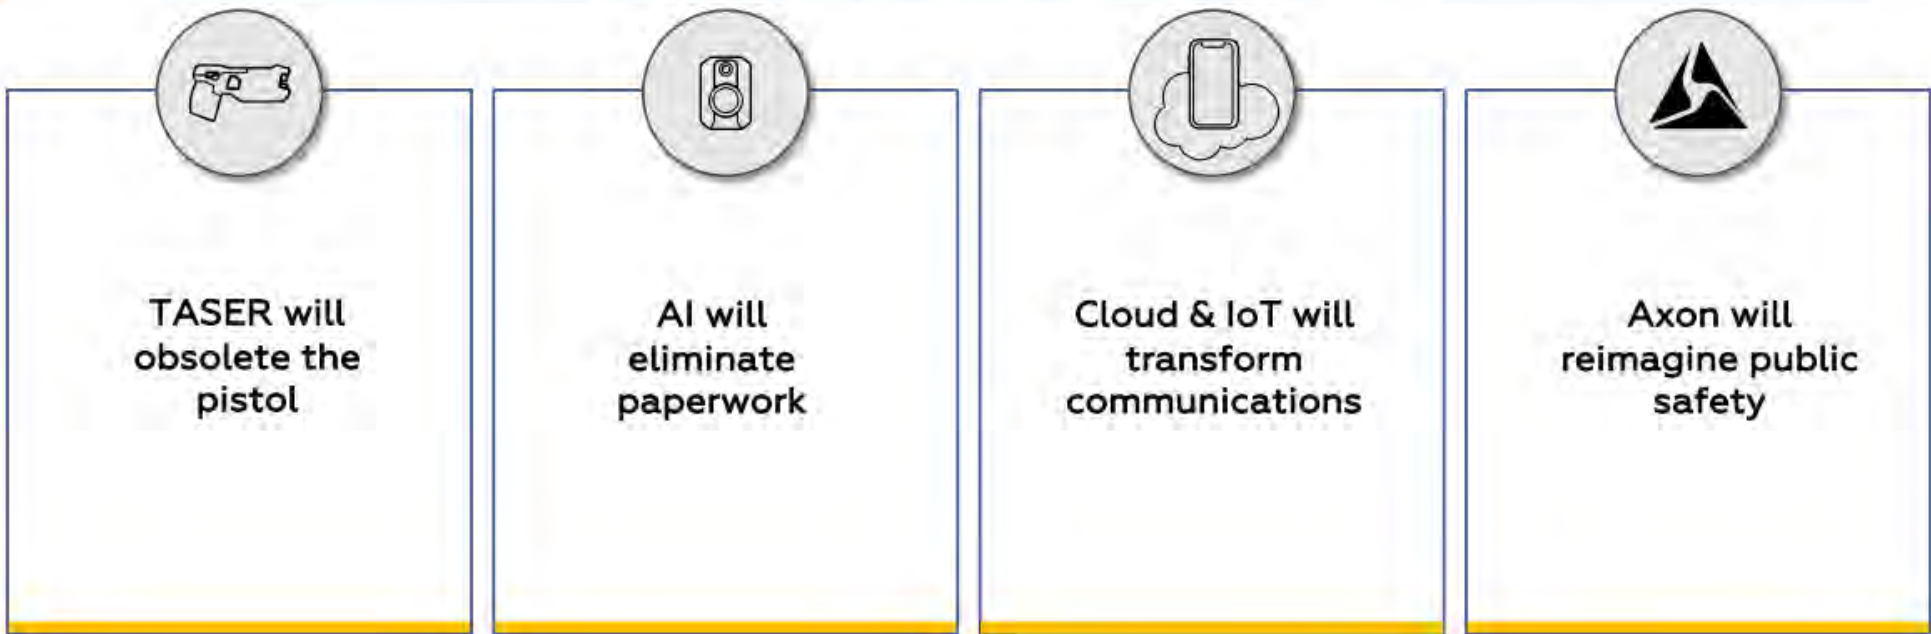 TASER will
obsolete the
pistol
AI will
eliminate
paperwork
Cloud & IoT will
transform
communications
Axon will
reimagine public
safety